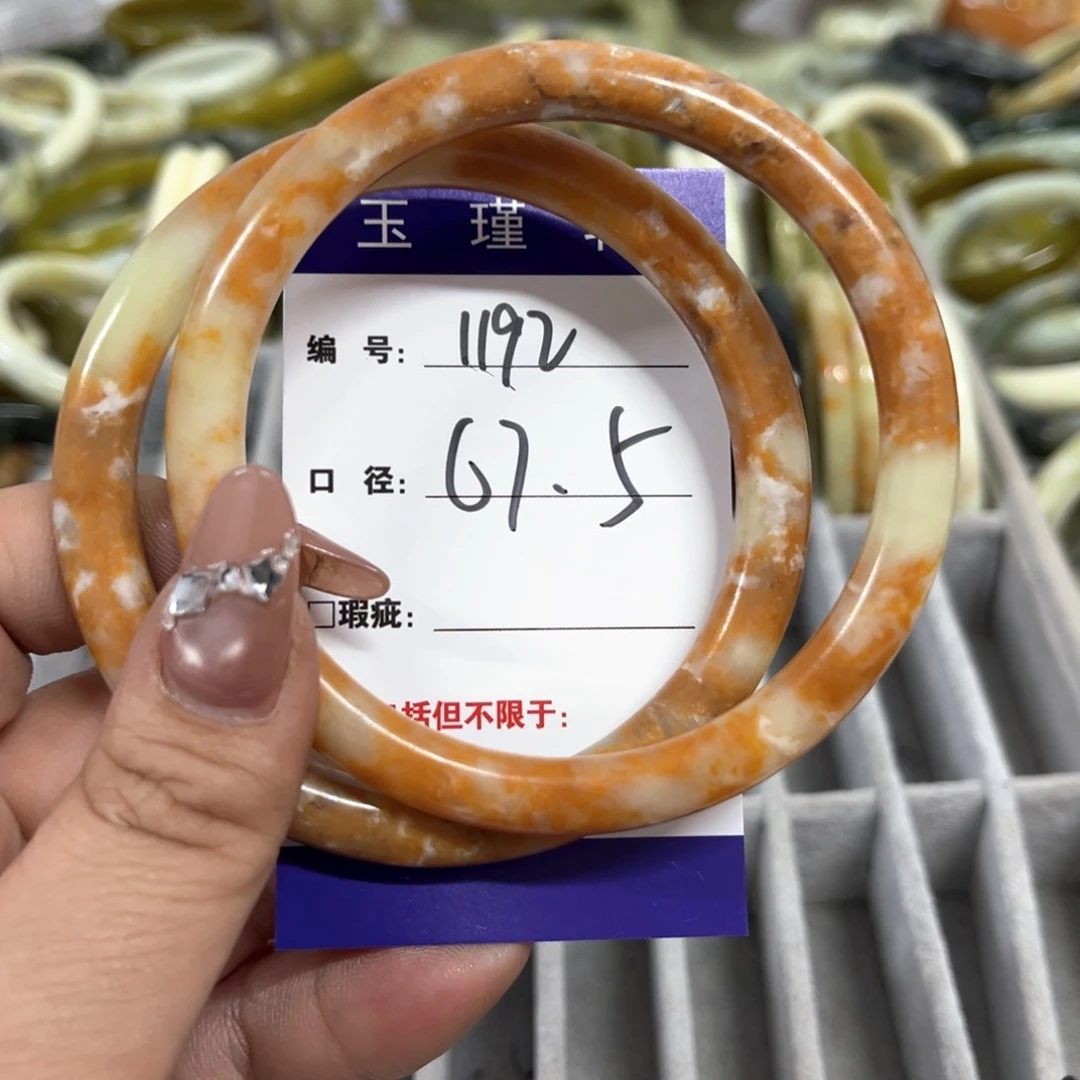 玉 瑾
编 号: 1192
口 径: 67.5
□瑕疵:
括但不限于: